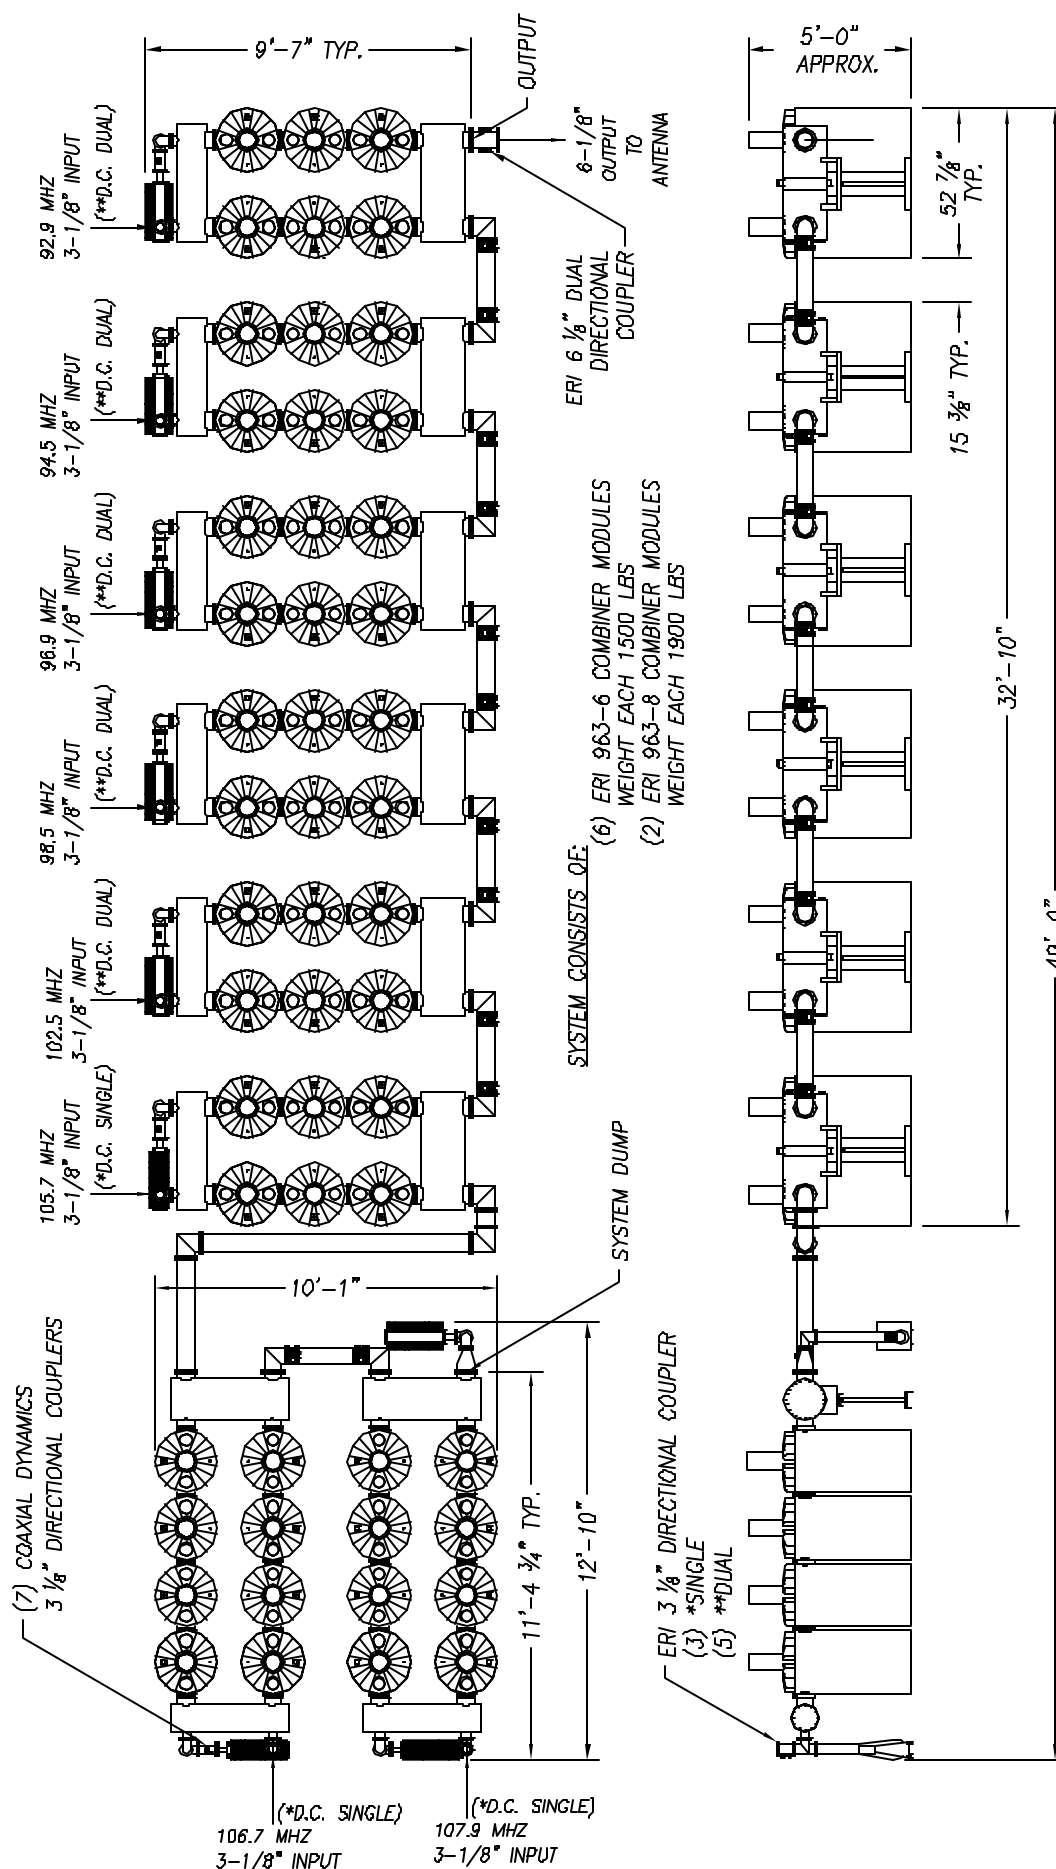 9'-7" TYP.
OUTPUT
5'-0"
APPROX.
92.9 MHZ
3-1/8" INPUT
(**D.C. DUAL)
6-1/8"
OUTPUT
TO
ANTENNA
52 7/8"
TYP.
ERI 6 1/8" DUAL
DIRECTIONAL
COUPLER
94.5 MHZ
3-1/8" INPUT
(**D.C. DUAL)
15 3/8" TYP.
96.9 MHZ
3-1/8" INPUT
(**D.C. DUAL)
32'-10"
98.5 MHZ
3-1/8" INPUT
(**D.C. DUAL)
SYSTEM CONSISTS OF:
(6) ERI 963-6 COMBINER MODULES
WEIGHT EACH 1500 LBS
(2) ERI 963-8 COMBINER MODULES
WEIGHT EACH 1900 LBS
102.5 MHZ
3-1/8" INPUT
(**D.C. DUAL)
105.7 MHZ
3-1/8" INPUT
(*D.C. SINGLE)
SYSTEM DUMP
10'-1"
(7) COAXIAL DYNAMICS
3 1/8" DIRECTIONAL COUPLERS
11'-4 3/4" TYP.
12'-10"
ERI 3 1/8" DIRECTIONAL COUPLER
(3) *SINGLE
(5) **DUAL
(*D.C. SINGLE)
106.7 MHZ
3-1/8" INPUT
(*D.C. SINGLE)
107.9 MHZ
3-1/8" INPUT